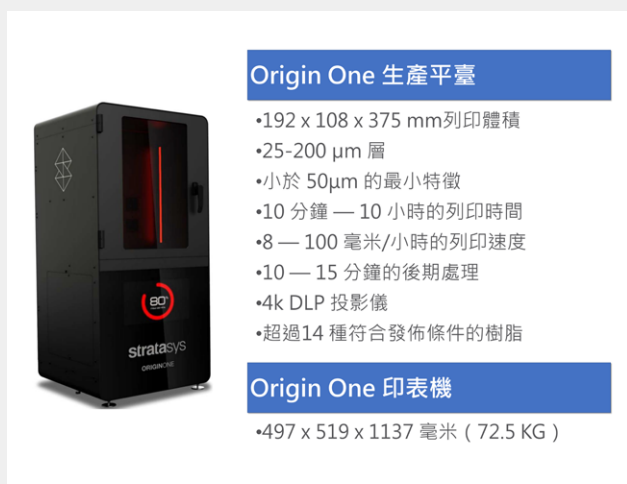 Origin One 生產平臺
•192 x 108 x 375 mm列印體積
•25-200 µm 層
•小於 50µm 的最小特徵
•10 分鐘 — 10 小時的列印時間
•8 — 100 毫米/小時的列印速度
•10 — 15 分鐘的後期處理
•4k DLP 投影儀
•超過14 種符合發佈條件的樹脂
80
stratasys
ORIGINONE
Origin One 印表機
•497 x 519 x 1137 毫米 ( 72.5 KG )